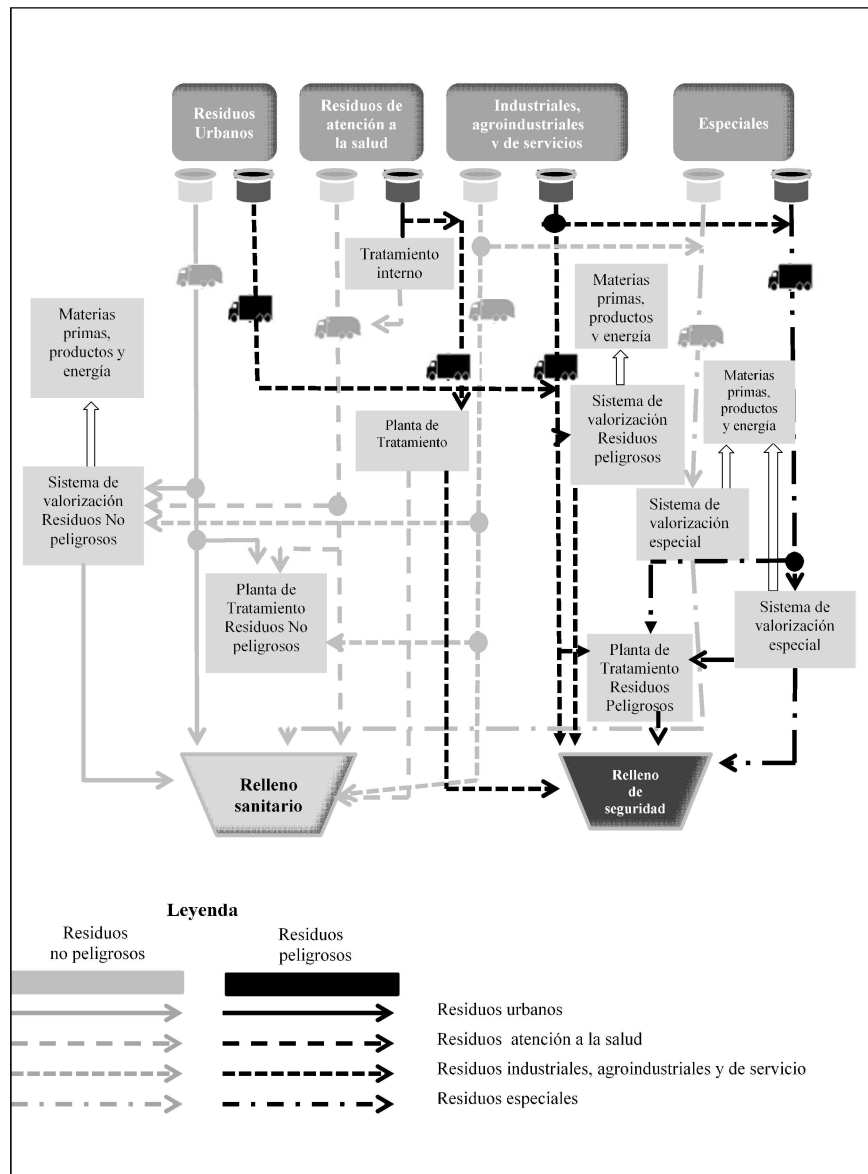 Residuos
Urbanos
Residuos de
atención a
la salud
Industriales,
agroindustriales
y de servicios
Especiales
Tratamiento
interno
Materias
primas,
productos y
energía
Materias
primas,
productos
y energía
Materias
primas,
productos
y energía
Planta de
Tratamiento
Sistema de
valorización
Residuos
peligrosos
Sistema de
valorización
Residuos No
peligrosos
Sistema de
valorización
especial
Planta de
Tratamiento
Residuos No
peligrosos
Sistema de
valorización
especial
Planta de
Tratamiento
Residuos
Peligrosos
Relleno
sanitario
Relleno
de
seguridad
Leyenda
Residuos
no peligrosos
Residuos
peligrosos
Residuos urbanos
Residuos atención a la salud
Residuos industriales, agroindustriales y de servicio
Residuos especiales